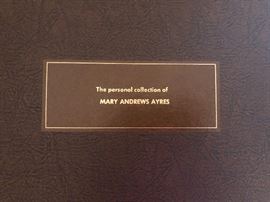 The personal collection of
MARY ANDREWS AYRES